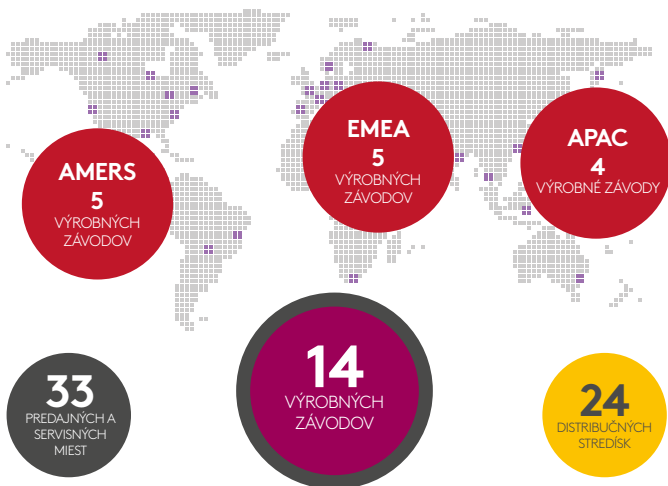 AMERS
5
VÝROBNÝCH
ZÁVODOV
EMEA
5
VÝROBNÝCH
ZÁVODOV
APAC
4
VÝROBNÉ ZÁVODY
33
PREDAJNÝCH A
SERVISNÝCH
MIEST
14
VÝROBNÝCH
ZÁVODOV
24
DISTRIBUČNÝCH
STREDÍSK